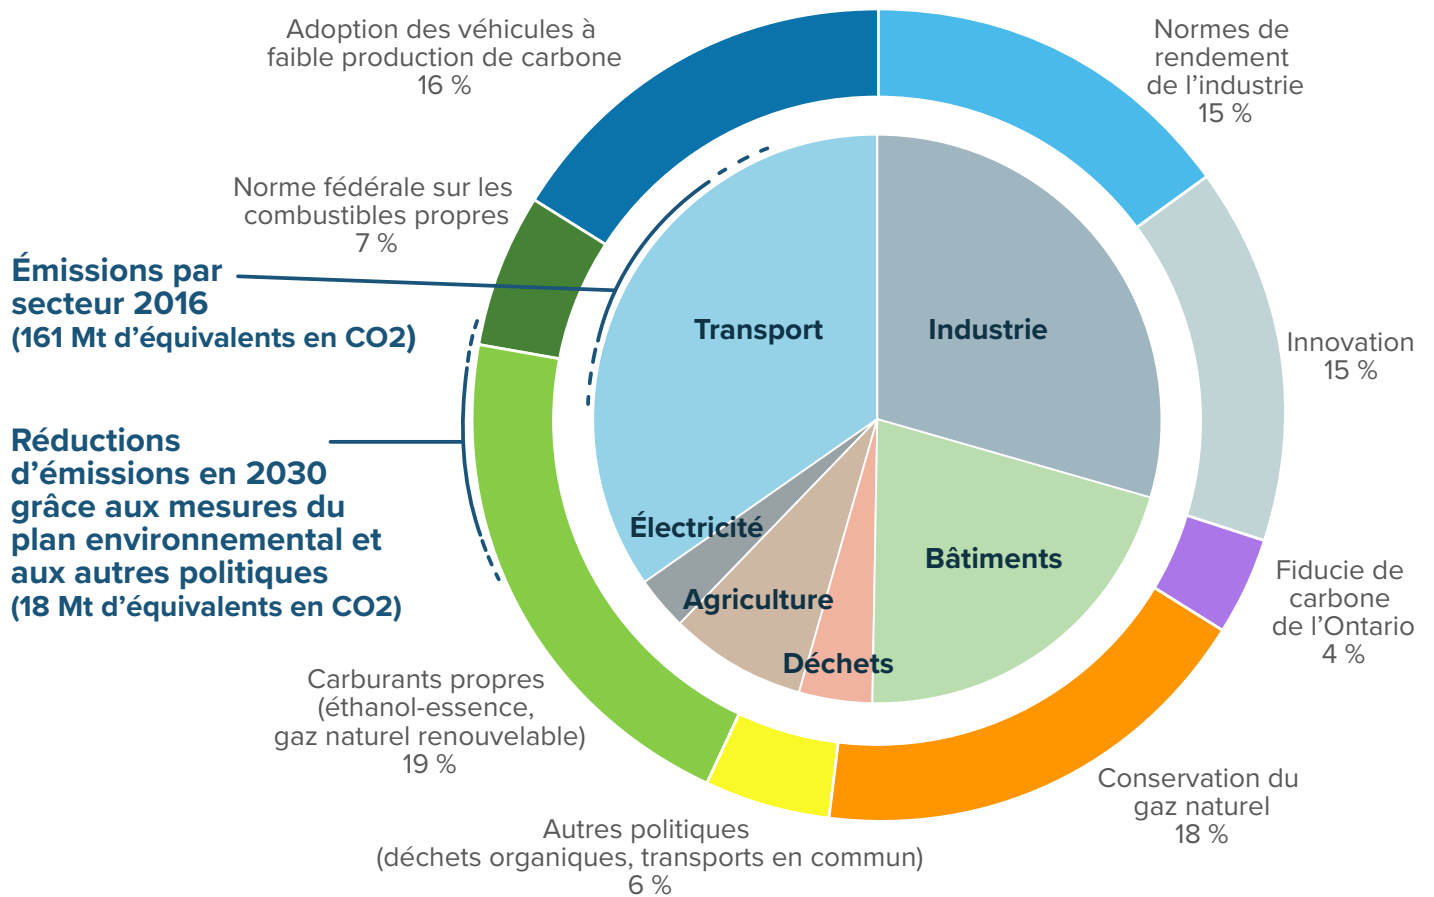 Adoption des véhicules à
faible production de carbone
16 %
Normes de
rendement
de l’industrie
15 %
Norme fédérale sur les
combustibles propres
7 %
Émissions par
secteur 2016
(161 Mt d’équivalents en CO2)
Transport
Industrie
Innovation
15 %
Réductions
d’émissions en 2030
grâce aux mesures du
plan environnemental et
aux autres politiques
(18 Mt d’équivalents en CO2)
Électricité
Bâtiments
Agriculture
Déchets
Fiducie de
carbone
de l’Ontario
4 %
Carburants propres
(éthanol-essence,
gaz naturel renouvelable)
19 %
Conservation du
gaz naturel
18 %
Autres politiques
(déchets organiques, transports en commun)
6 %